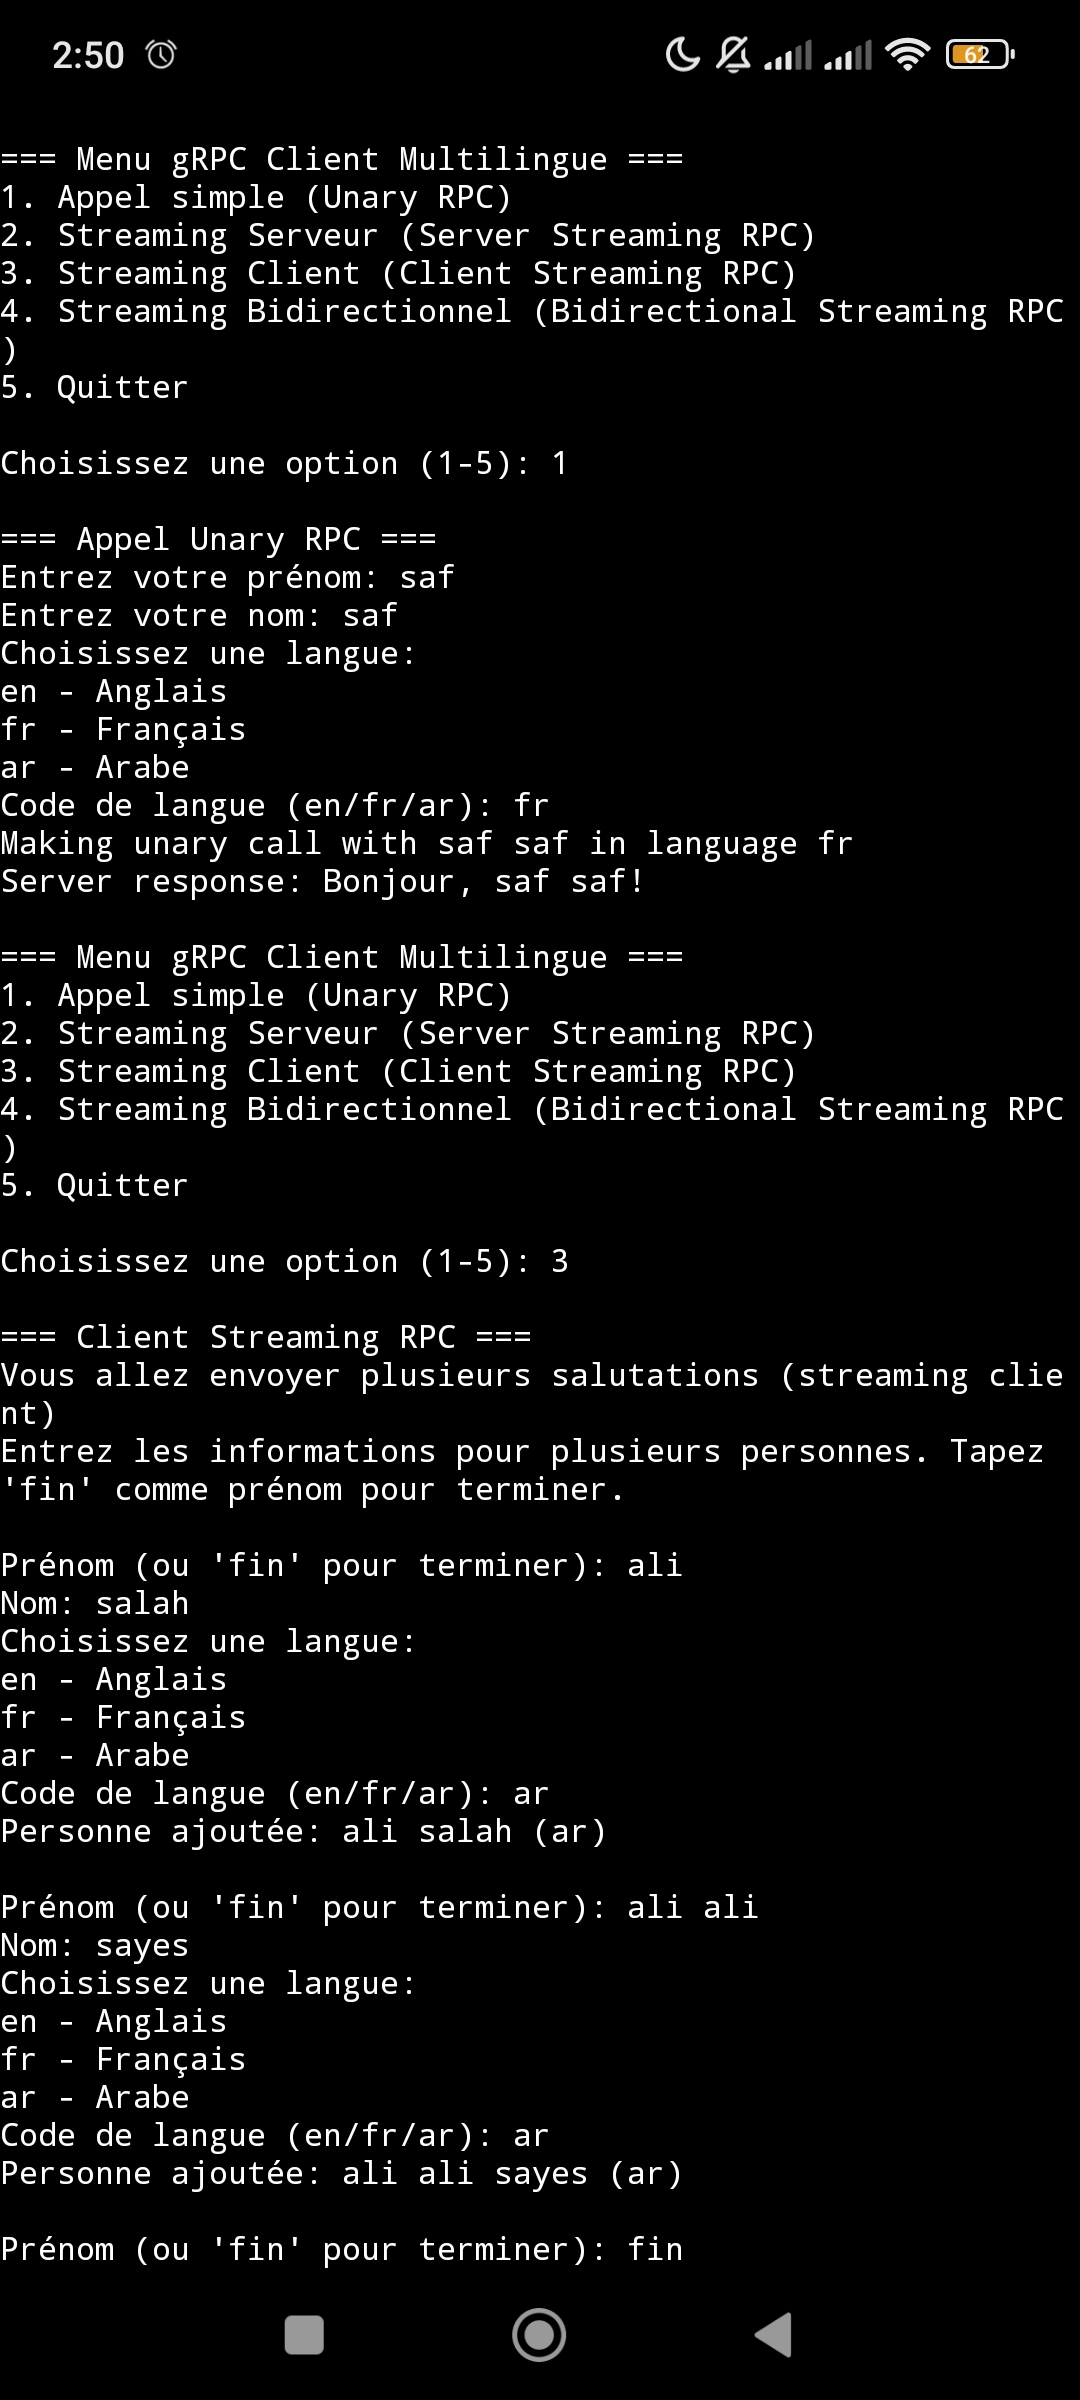 2:50
62
=== Menu gRPC Client Multilingue ===
1. Appel simple (Unary RPC)
2. Streaming Serveur (Server Streaming RPC)
3. Streaming Client (Client Streaming RPC)
4. Streaming Bidirectionnel (Bidirectional Streaming RPC
)
5. Quitter
Choisissez une option (1-5): 1
=== Appel Unary RPC ===
Entrez votre prénom: saf
Entrez votre nom: saf
Choisissez une langue:
en - Anglais
fr - Français
ar - Arabe
Code de langue (en/fr/ar): fr
Making unary call with saf saf in language fr
Server response: Bonjour, saf saf!
=== Menu gRPC Client Multilingue ===
1. Appel simple (Unary RPC)
2. Streaming Serveur (Server Streaming RPC)
3. Streaming Client (Client Streaming RPC)
4. Streaming Bidirectionnel (Bidirectional Streaming RPC
)
5. Quitter
Choisissez une option (1-5): 3
=== Client Streaming RPC ===
Vous allez envoyer plusieurs salutations (streaming clie
nt)
Entrez les informations pour plusieurs personnes. Tapez
'fin' comme prénom pour terminer.
Prénom (ou 'fin' pour terminer): ali
Nom: salah
Choisissez une langue:
en - Anglais
fr - Français
ar - Arabe
Code de langue (en/fr/ar): ar
Personne ajoutée: ali salah (ar)
Prénom (ou 'fin' pour terminer): ali ali
Nom: sayes
Choisissez une langue:
en - Anglais
fr - Français
ar - Arabe
Code de langue (en/fr/ar): ar
Personne ajoutée: ali ali sayes (ar)
Prénom (ou 'fin' pour terminer): fin